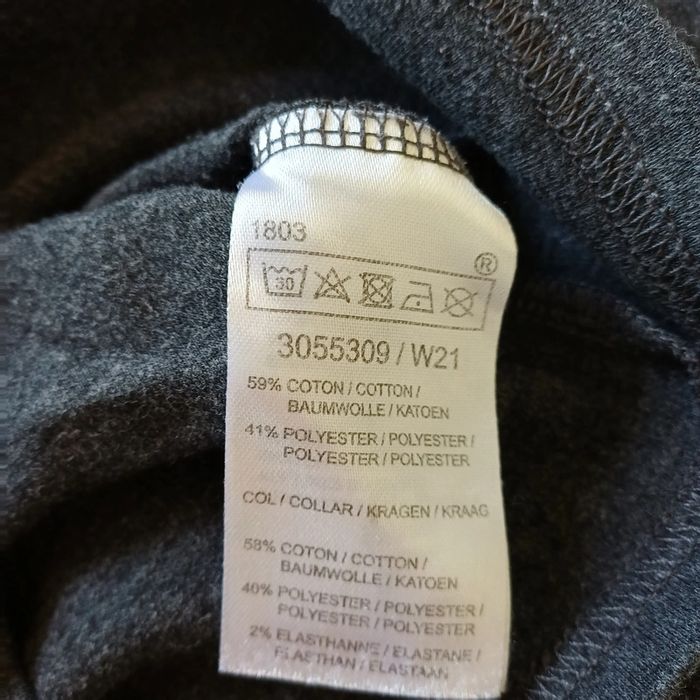 1803
®
30
3055309 / W21
59% COTON / COTTON /
BAUMWOLLE / KATOEN
41% POLYESTER / POLYESTER /
POLYESTER / POLYESTER
COL / COLLAR / KRAGEN / KRAAG
58% COTON / COTTON /
BAUMWOLLE / KATOEN
40% POLYESTER / POLYESTER /
POLYESTER / POLYESTER
2% ELASTHANNE / ELASTANE /
ELASTHAN / ELASTAAN